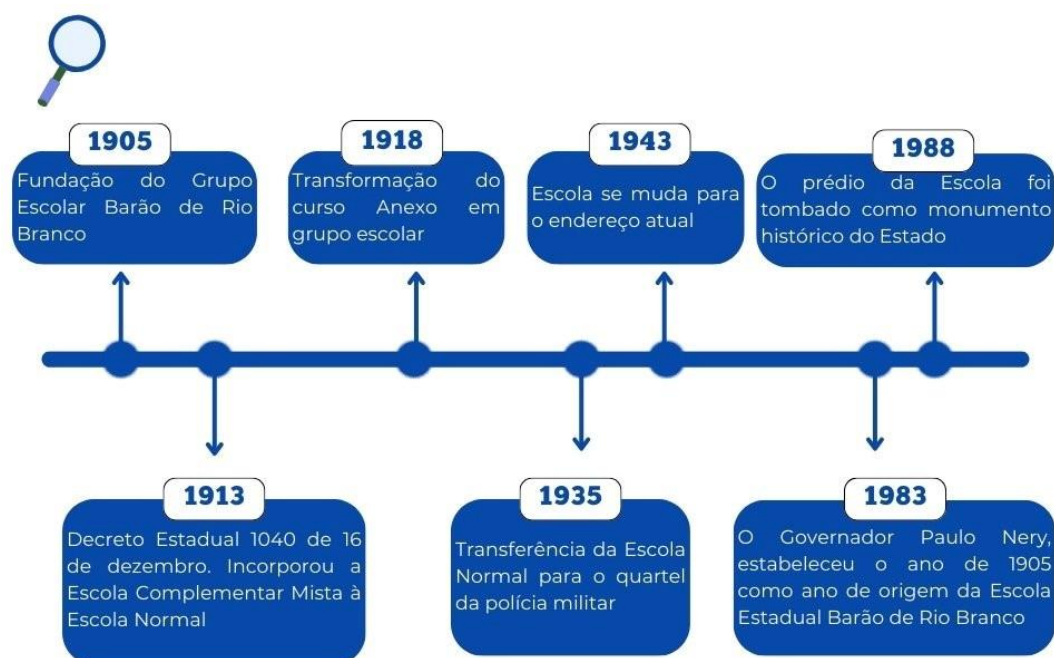 1905
Fundação do Grupo
Escolar Barão de Rio
Branco
1918
Transformação do
curso Anexo em
grupo escolar
1943
Escola se muda para
o endereço atual
1988
O prédio da Escola foi
tombado como monumento
histórico do Estado
1913
Decreto Estadual 1040 de 16
de dezembro. Incorporou a
Escola Complementar Mista à
Escola Normal
1935
Transferência da Escola
Normal para o quartel
da polícia militar
1983
O Governador Paulo Nery,
estabeleceu o ano de 1905
como ano de origem da Escola
Estadual Barão de Rio Branco